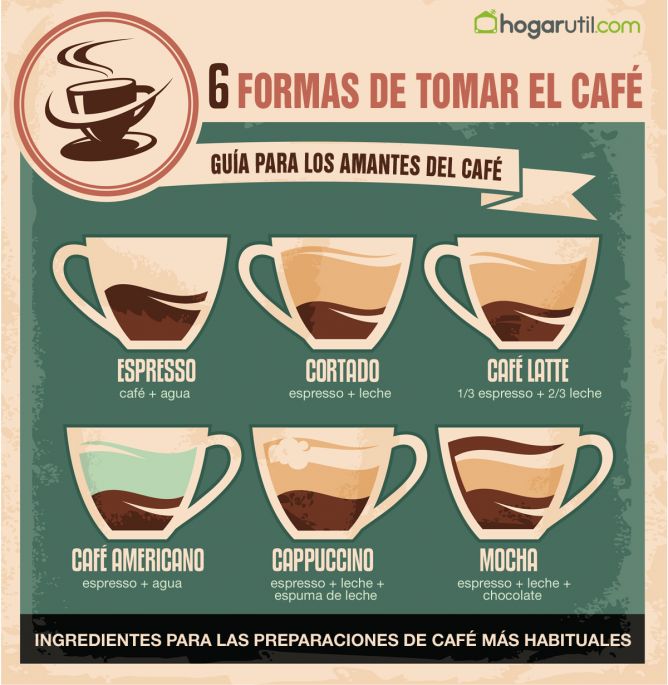 hogarutil.com
6 FORMAS DE TOMAR EL CAFÉ
GUÍA PARA LOS AMANTES DEL CAFÉ
ESPRESSO
café + agua
CORTADO
espresso + leche
CAFÉ LATTE
1/3 espresso + 2/3 leche
CAFÉ AMERICANO
espresso + agua
CAPPUCCINO
espresso + leche +
espuma de leche
MOCHA
espresso + leche +
chocolate
INGREDIENTES PARA LAS PREPARACIONES DE CAFÉ MÁS HABITUALES